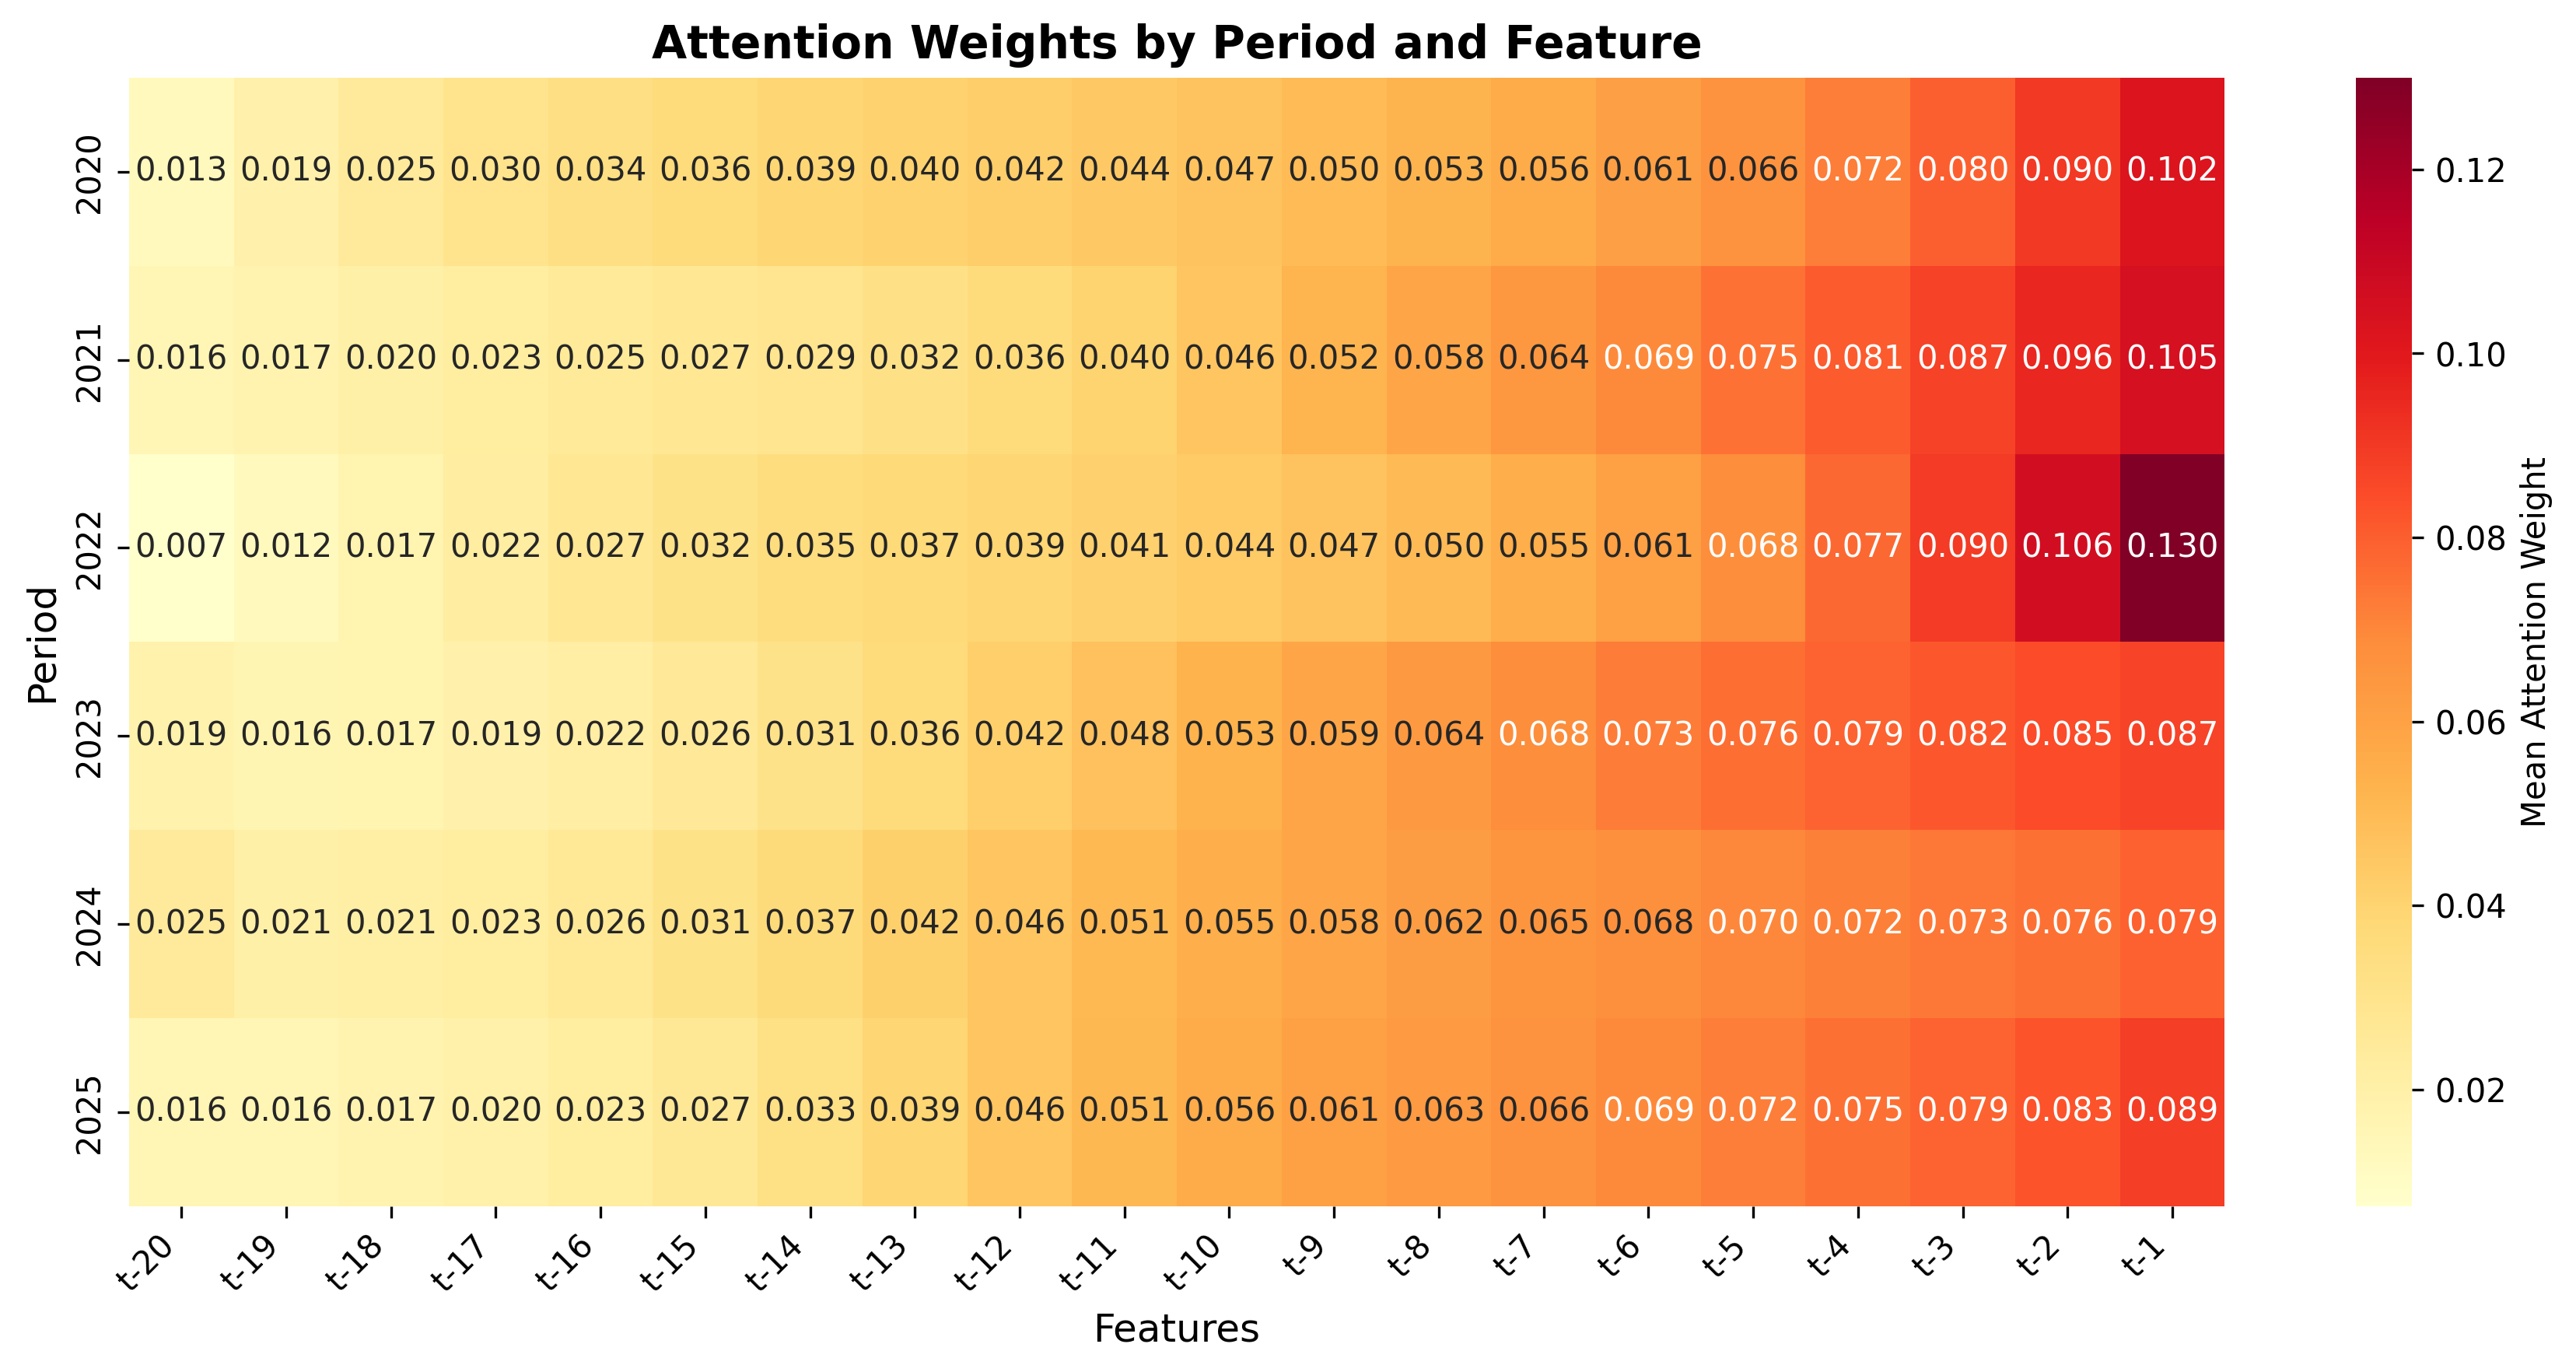 Attention Weights by Period and Feature
Period
2020 0.013 0.019 0.025 0.030 0.034 0.036 0.039 0.040 0.042 0.044 0.047 0.050 0.053 0.056 0.061 0.066 0.072 0.080 0.090 0.102
2021 0.016 0.017 0.020 0.023 0.025 0.027 0.029 0.032 0.036 0.040 0.046 0.052 0.058 0.064 0.069 0.075 0.081 0.087 0.096 0.105
2022 0.007 0.012 0.017 0.022 0.027 0.032 0.035 0.037 0.039 0.041 0.044 0.047 0.050 0.055 0.061 0.068 0.077 0.090 0.106 0.130
2023 0.019 0.016 0.017 0.019 0.022 0.026 0.031 0.036 0.042 0.048 0.053 0.059 0.064 0.068 0.073 0.076 0.079 0.082 0.085 0.087
2024 0.025 0.021 0.021 0.023 0.026 0.031 0.037 0.042 0.046 0.051 0.055 0.058 0.062 0.065 0.068 0.070 0.072 0.073 0.076 0.079
2025 0.016 0.016 0.017 0.020 0.023 0.027 0.033 0.039 0.046 0.051 0.056 0.061 0.063 0.066 0.069 0.072 0.075 0.079 0.083 0.089
t-20 t-19 t-18 t-17 t-16 t-15 t-14 t-13 t-12 t-11 t-10 t-9 t-8 t-7 t-6 t-5 t-4 t-3 t-2 t-1
Features
0.12
0.10
0.08
0.06
0.04
0.02
Mean Attention Weight